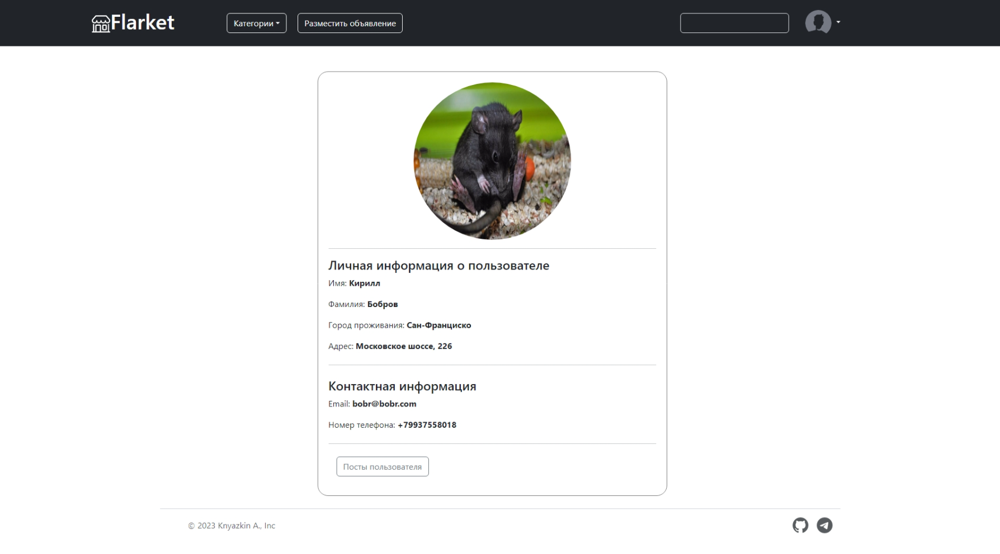 Flarket
Категории
Разместить объявление
Личная информация о пользователе
Имя: Кирилл
Фамилия: Бобров
Город проживания: Сан-Франциско
Адрес: Московское шоссе, 226
Контактная информация
Email: bobr@bobr.com
Номер телефона: +79937558018
Посты пользователя
© 2023 Knyazkin A., Inc